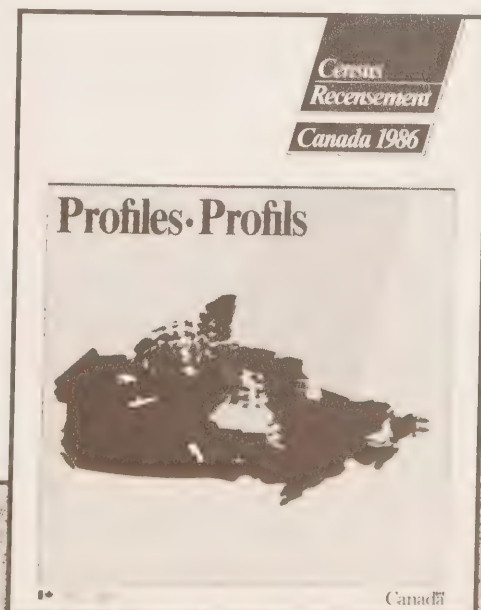 Census
Recensement
Canada 1986
Profiles • Profils
Canada